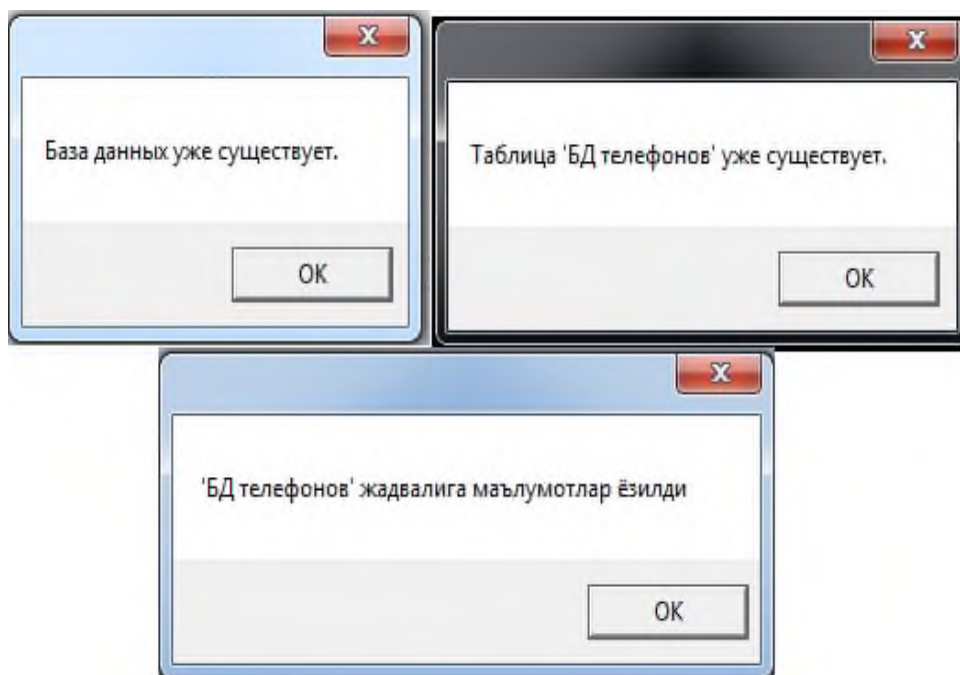 База данных уже существует.
OK
Таблица 'БД телефонов' уже существует.
OK
'БД телефонов' жадвалига маълумотлар ёзилди
OK